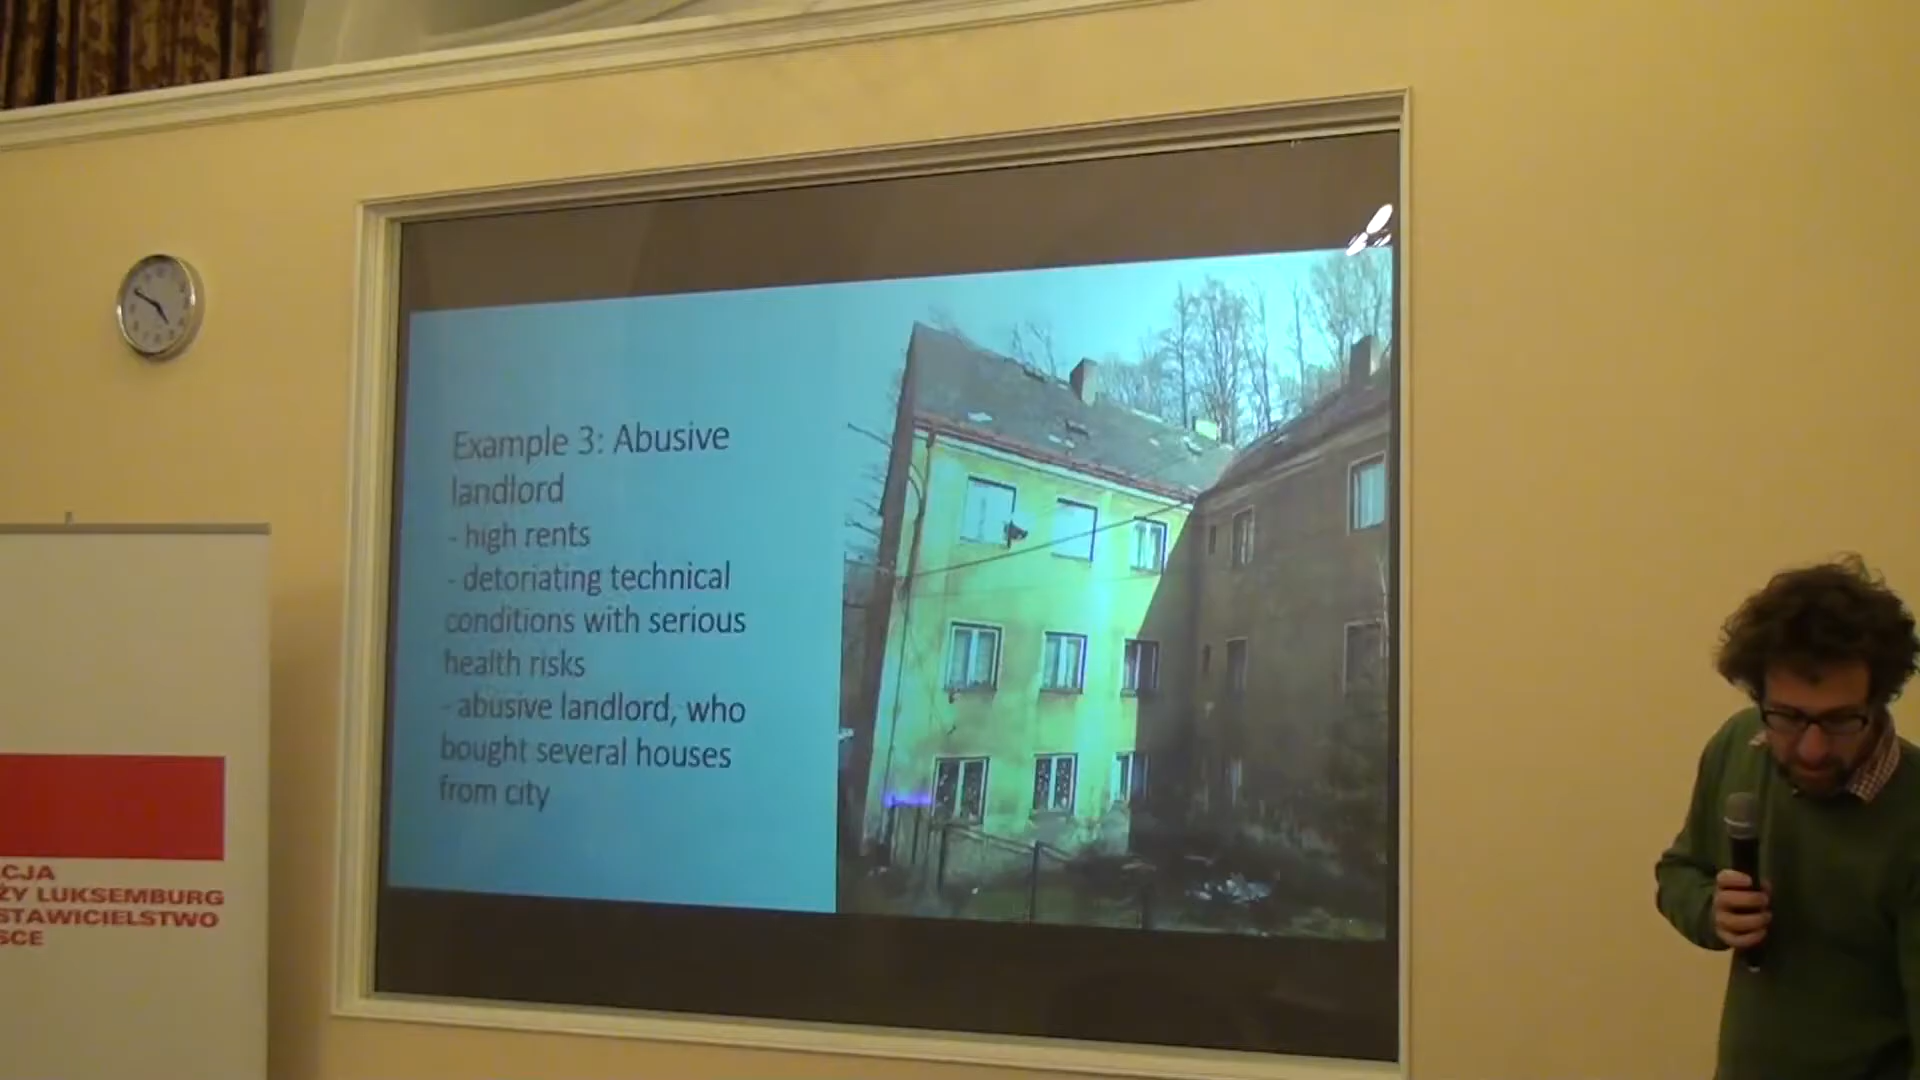 Example 3: Abusive
landlord
- high rents
- detoriating technical
conditions with serious
health risks
- abusive landlord, who
bought several houses
from city
CJA
ŻY LUKSEMBURG
STAWICIELSTWO
SCE